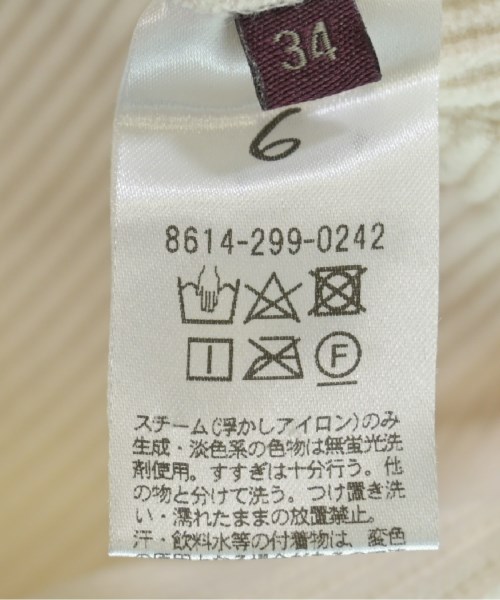 34
6
8614-299-0242
F
スチーム(浮かしアイロン)のみ
生成・淡色系の色物は無蛍光洗
剤使用。すすぎは十分行う。他
の物と分けて洗う。つけ置き洗
い・濡れたままの放置禁止。
汗・飲料水等の付着物は、変色